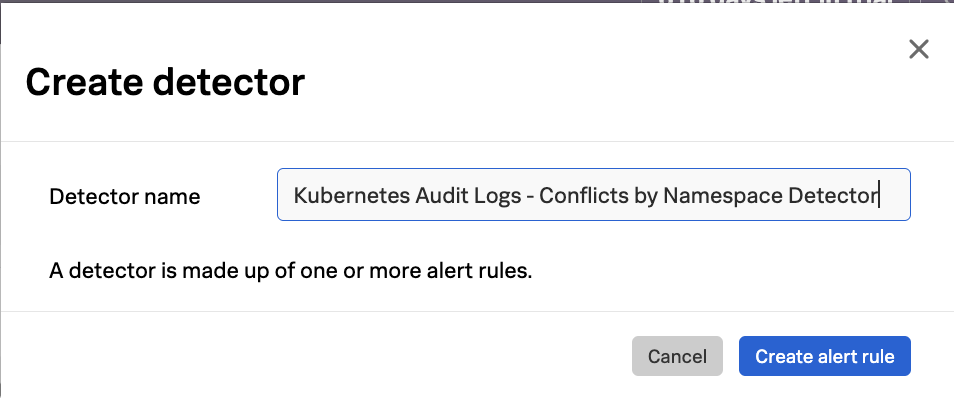 Create detector
Detector name
Kubernetes Audit Logs - Conflicts by Namespace Detector
A detector is made up of one or more alert rules.
Cancel
Create alert rule